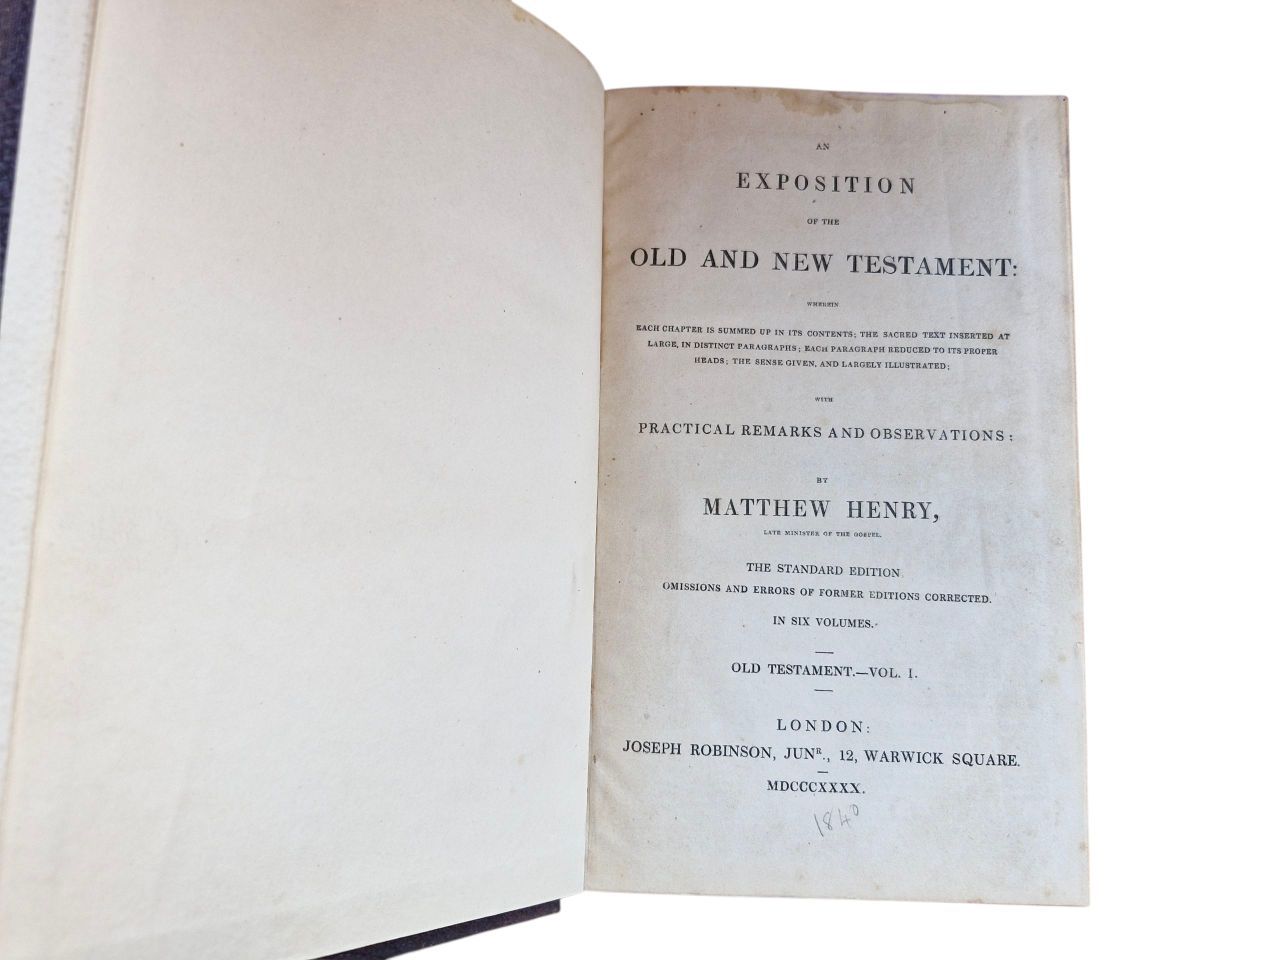 AN
EXPOSITION
OF THE
OLD AND NEW TESTAMENT:
WHEREIN
EACH CHAPTER IS SUMMED UP IN ITS CONTENTS; THE SACRED TEXT INSERTED AT
LARGE, IN DISTINCT PARAGRAPHS; EACH PARAGRAPH REDUCED TO ITS PROPER
HEADS; THE SENSE GIVEN, AND LARGELY ILLUSTRATED;
WITH
PRACTICAL REMARKS AND OBSERVATIONS:
BY
MATTHEW HENRY,
LATE MINISTER OF THE GOSPEL.
THE STANDARD EDITION
OMISSIONS AND ERRORS OF FORMER EDITIONS CORRECTED.
IN SIX VOLUMES.
OLD TESTAMENT.—VOL. I.
LONDON:
JOSEPH ROBINSON, JUNR., 12, WARWICK SQUARE.
MDCCCXXXX.
1840